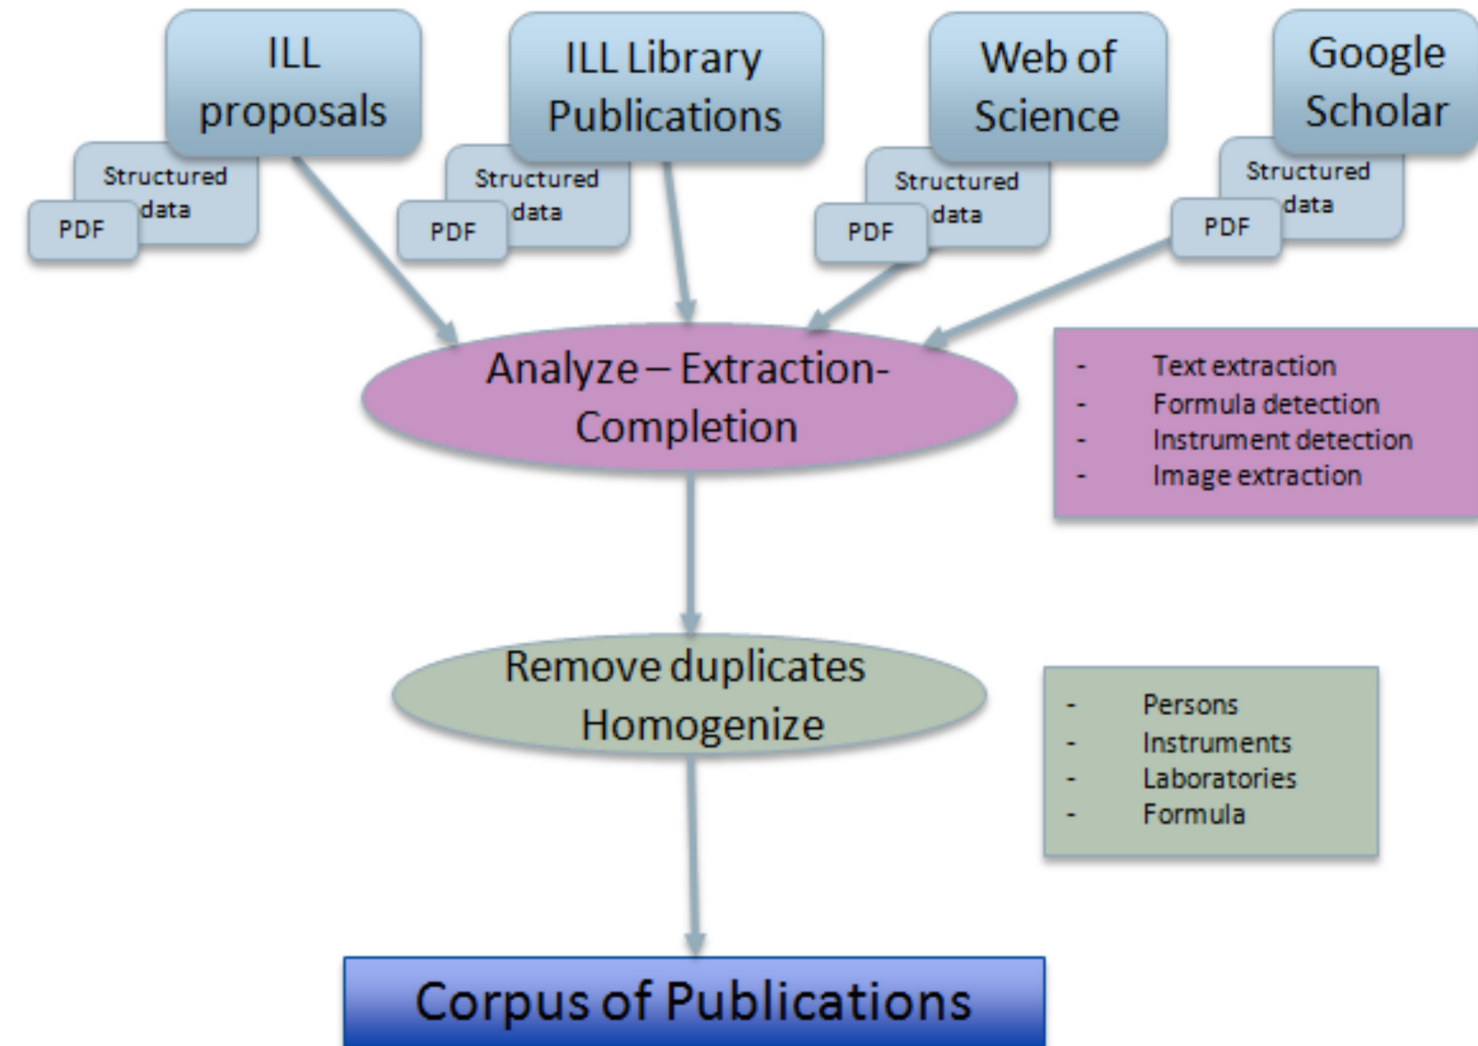 ILL
proposals
Structured
data
PDF
ILL Library
Publications
Structured
data
PDF
Web of
Science
Structured
data
PDF
Google
Scholar
Structured
data
PDF
Analyze – Extraction-
Completion
- Text extraction
- Formula detection
- Instrument detection
- Image extraction
Remove duplicates
Homogenize
- Persons
- Instruments
- Laboratories
- Formula
Corpus of Publications